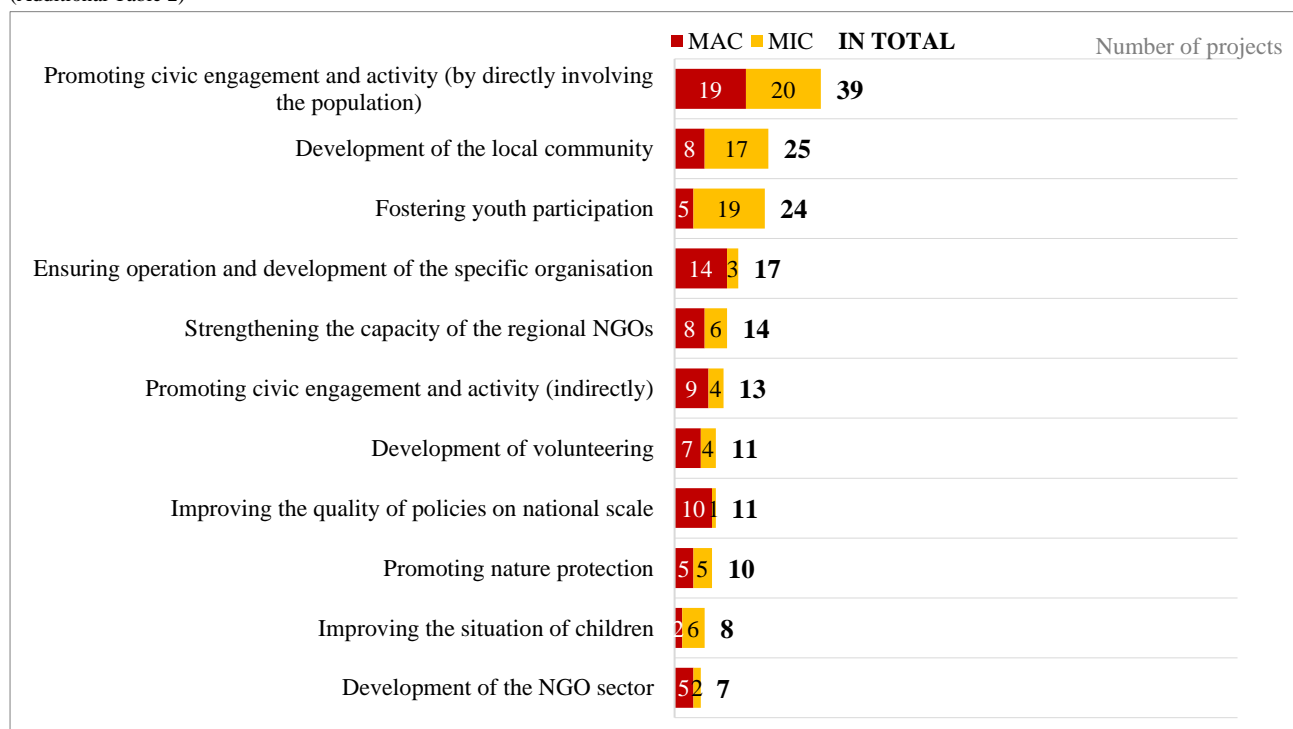 (Additional Table 2)
MAC MIC IN TOTAL Number of projects
Promoting civic engagement and activity (by directly involving
the population)
19 20 39
Development of the local community
8 17 25
Fostering youth participation
5 19 24
Ensuring operation and development of the specific organisation
14 3 17
Strengthening the capacity of the regional NGOs
8 6 14
Promoting civic engagement and activity (indirectly)
9 4 13
Development of volunteering
7 4 11
Improving the quality of policies on national scale
10 1 11
Promoting nature protection
5 5 10
Improving the situation of children
2 6 8
Development of the NGO sector
5 2 7